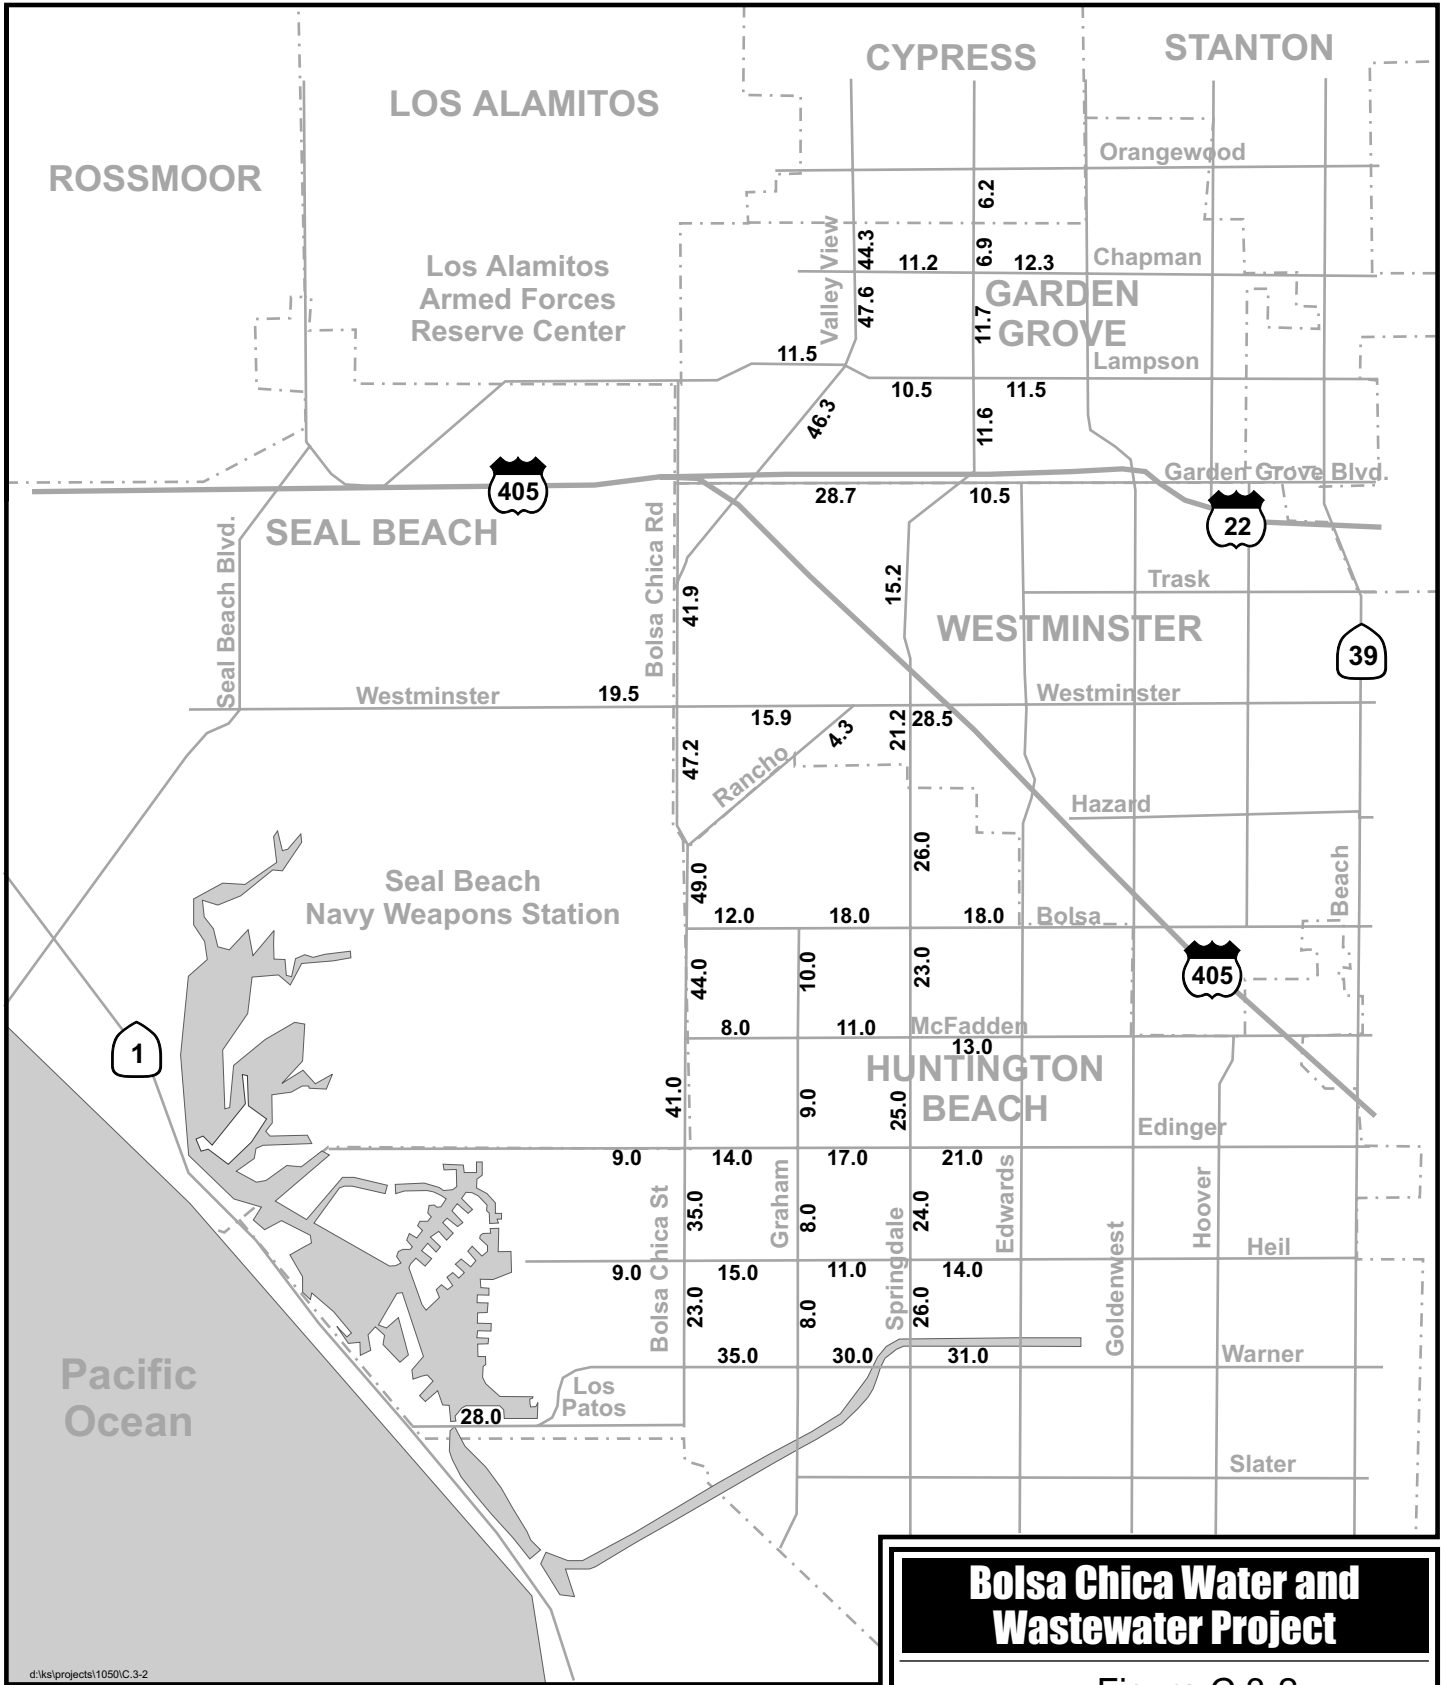 CYPRESS
STANTON
LOS ALAMITOS
ROSSMOOR
Orangewood
6.2
Valley View
44.3
6.9
11.2
12.3
Chapman
Los Alamitos
Armed Forces
Reserve Center
47.6
11.7
GARDEN
GROVE
11.5
Lampson
10.5
11.5
46.3
11.6
Garden Grove Blvd.
405
28.7
10.5
22
SEAL BEACH
Seal Beach Blvd.
Bolsa Chica Rd
15.2
Trask
41.9
WESTMINSTER
39
Westminster
19.5
Westminster
15.9
4.3
21.2
28.5
47.2
Rancho
Hazard
26.0
Beach
Seal Beach
Navy Weapons Station
49.0
12.0
18.0
18.0
Bolsa
44.0
10.0
23.0
405
8.0
11.0
McFadden
13.0
1
HUNTINGTON
BEACH
41.0
9.0
25.0
Edinger
9.0
14.0
17.0
21.0
Bolsa Chica St
35.0
Graham
8.0
Springdale
24.0
Edwards
Goldenwest
Hoover
Heil
9.0
15.0
11.0
14.0
23.0
8.0
26.0
35.0
30.0
31.0
Warner
Pacific
Ocean
Los
Patos
28.0
Slater
Bolsa Chica Water and
Wastewater Project
Figure C.3-2
d:\ks\projects\1050\C.3-2